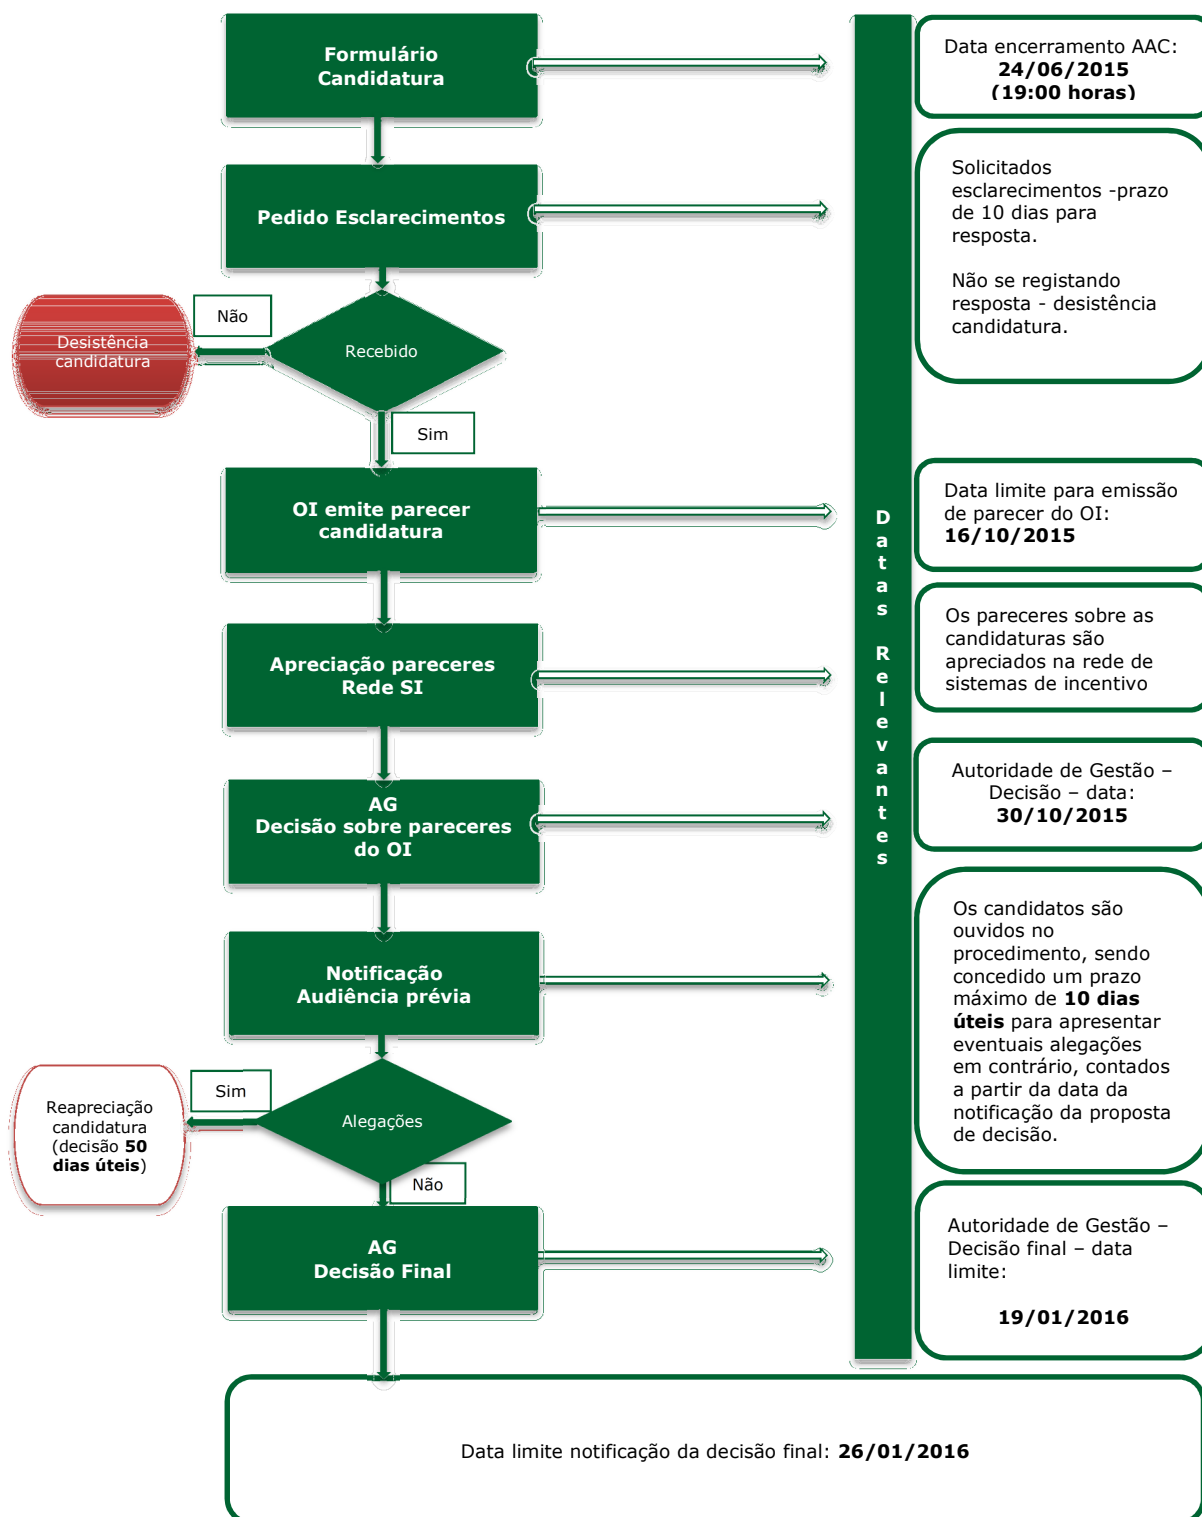 Formulário
Candidatura
Data encerramento AAC:
24/06/2015
(19:00 horas)
Pedido Esclarecimentos
Solicitados
esclarecimentos -prazo
de 10 dias para
resposta.
Não se registando
resposta - desistência
candidatura.
Não
Desistência
candidatura
Recebido
Sim
OI emite parecer
candidatura
Data limite para emissão
de parecer do OI:
16/10/2015
Datas Relevantes
Apreciação pareceres
Rede SI
Os pareceres sobre as
candidaturas são
apreciados na rede de
sistemas de incentivo
AG
Decisão sobre pareceres
do OI
Autoridade de Gestão –
Decisão – data:
30/10/2015
Notificação
Audiência prévia
Os candidatos são
ouvidos no
procedimento, sendo
concedido um prazo
máximo de 10 dias
úteis para apresentar
eventuais alegações
em contrário, contados
a partir da data da
notificação da proposta
de decisão.
Sim
Reapreciação
candidatura
(decisão 50
dias úteis)
Alegações
Não
AG
Decisão Final
Autoridade de Gestão –
Decisão final – data
limite:
19/01/2016
Data limite notificação da decisão final: 26/01/2016